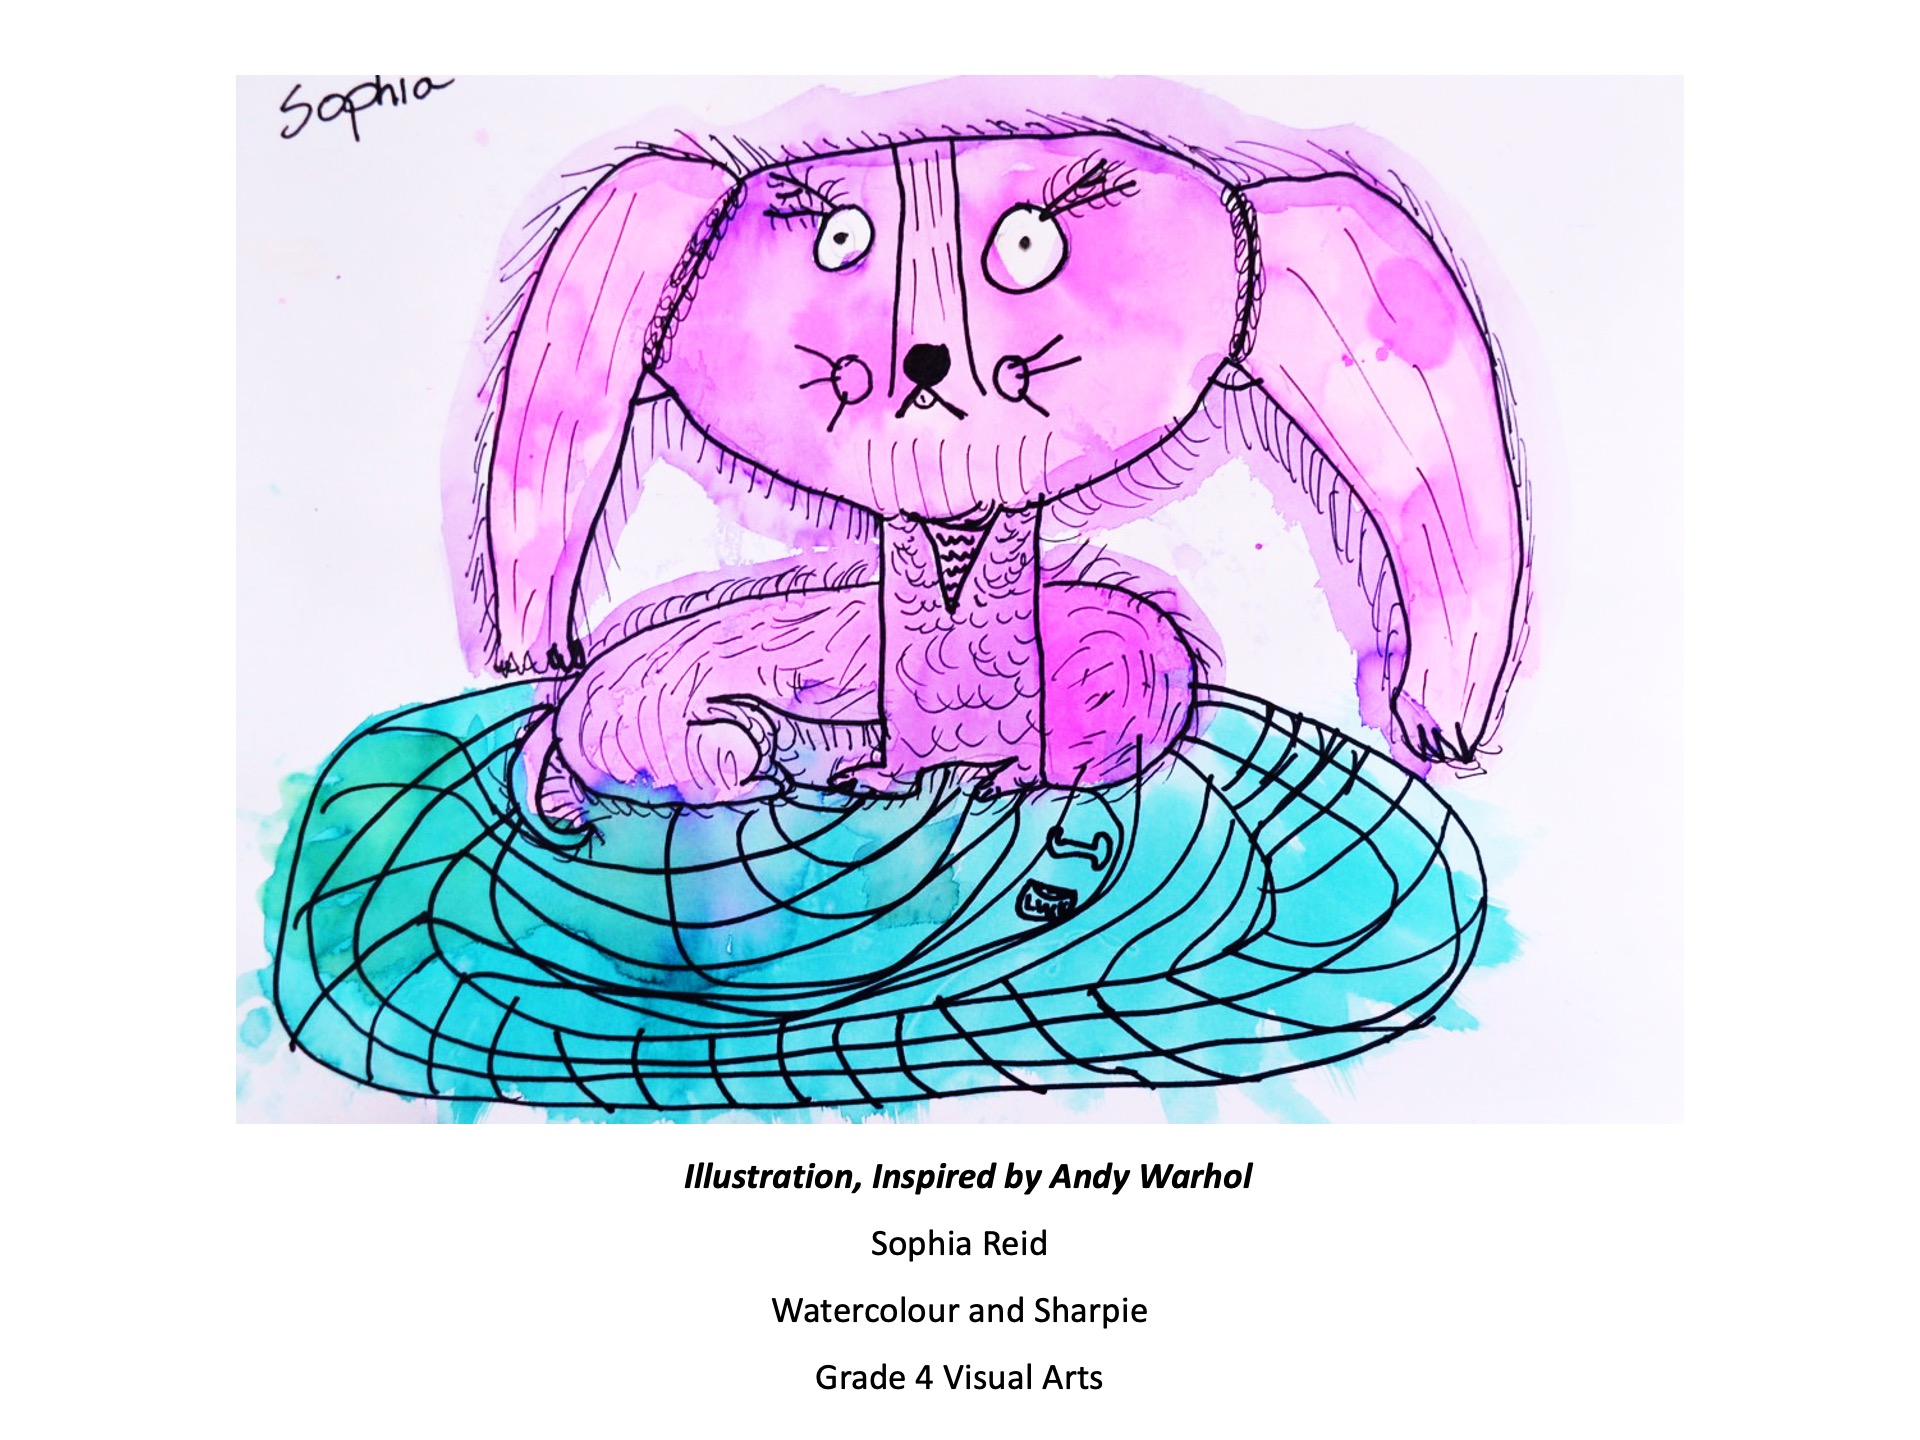 Sophia
Illustration, Inspired by Andy Warhol
Sophia Reid
Watercolour and Sharpie
Grade 4 Visual Arts